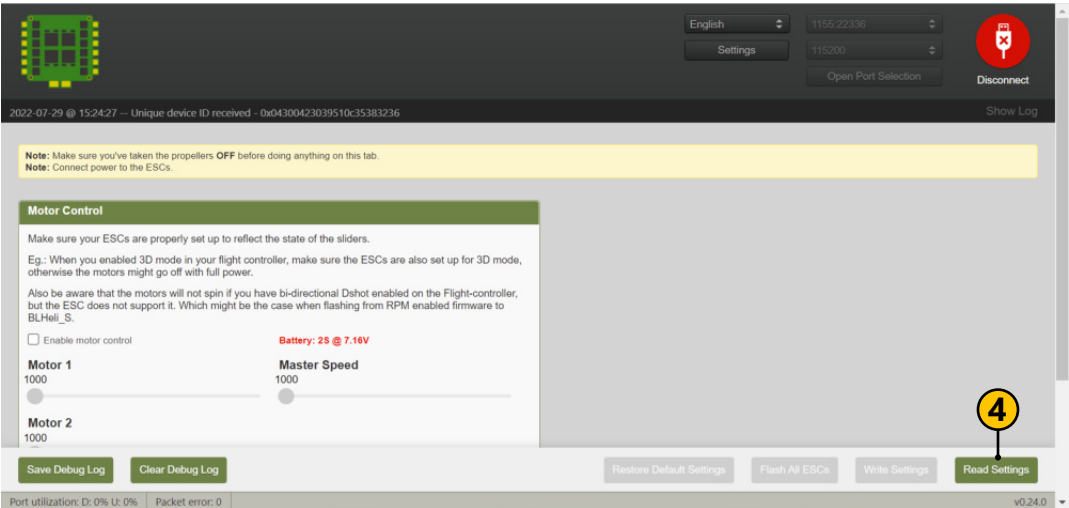 English
1155:22336
Settings
115200
Open Port Selection
Disconnect
2022-07-29 @ 15:24:27 -- Unique device ID received - 0x04300423039510c35383236
Show Log
Note: Make sure you've taken the propellers OFF before doing anything on this tab.
Note: Connect power to the ESCs.
Motor Control
Make sure your ESCs are properly set up to reflect the state of the sliders.
Eg.: When you enabled 3D mode in your flight controller, make sure the ESCs are also set up for 3D mode,
otherwise the motors might go off with full power.
Also be aware that the motors will not spin if you have bi-directional Dshot enabled on the Flight-controller,
but the ESC does not support it. Which might be the case when flashing from RPM enabled firmware to
BLHeli_S.
Enable motor control
Battery: 2S @ 7.16V
Motor 1
1000
Master Speed
1000
Motor 2
1000
4
Save Debug Log
Clear Debug Log
Restore Default Settings
Flash All ESCs
Write Settings
Read Settings
Port utilization: D: 0% U: 0%
Packet error: 0
v0.24.0